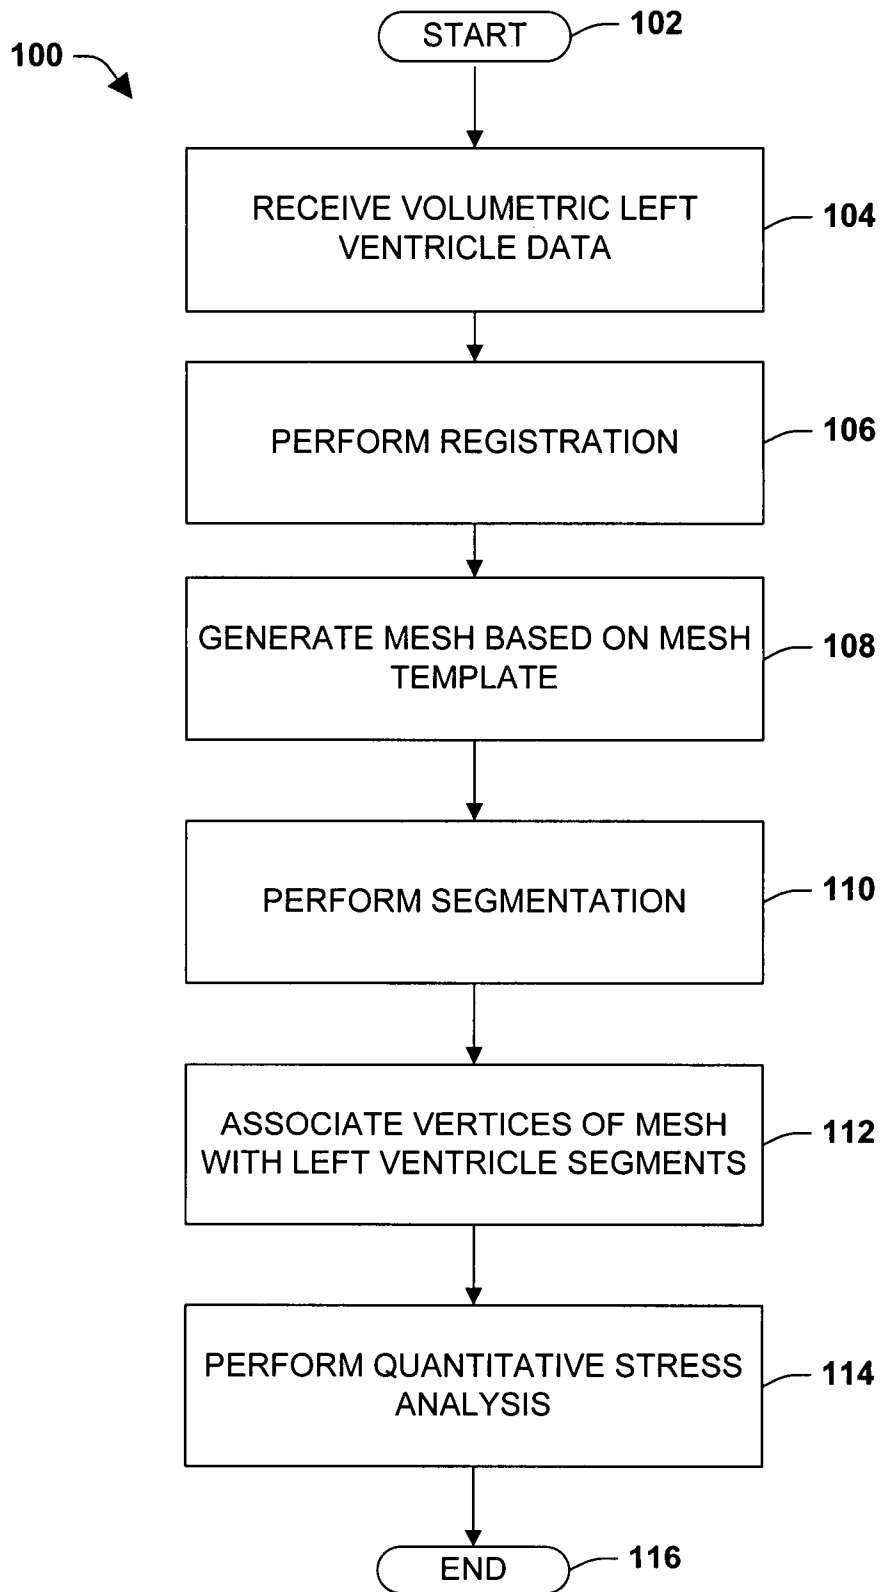 START
102
100
RECEIVE VOLUMETRIC LEFT
VENTRICLE DATA
104
PERFORM REGISTRATION
106
GENERATE MESH BASED ON MESH
TEMPLATE
108
PERFORM SEGMENTATION
110
ASSOCIATE VERTICES OF MESH
WITH LEFT VENTRICLE SEGMENTS
112
PERFORM QUANTITATIVE STRESS
ANALYSIS
114
END
116